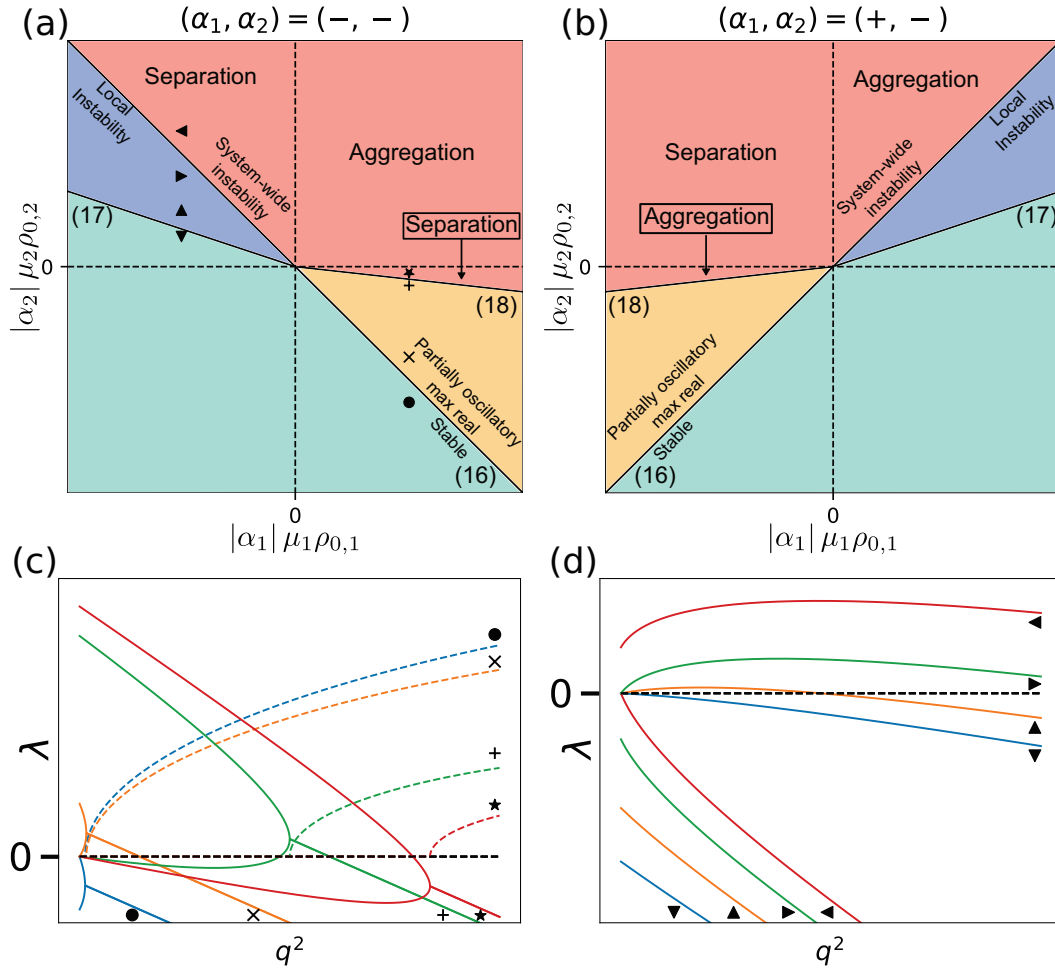 (a)
(α₁, α₂) = (−, −)
Separation
Local
Instability
System-wide
instability
Aggregation
Separation
(17)
(18)
Partially oscillatory
max real
Stable
(16)
0
|α₂| μ₂ρ₀,₂
0
|α₁| μ₁ρ₀,₁
(b)
(α₁, α₂) = (+, −)
Aggregation
Local
Instability
Separation
System-wide
instability
Aggregation
(17)
(18)
Partially oscillatory
max real
Stable
(16)
0
|α₂| μ₂ρ₀,₂
0
|α₁| μ₁ρ₀,₁
(c)
0
λ
q²
(d)
0
λ
q²